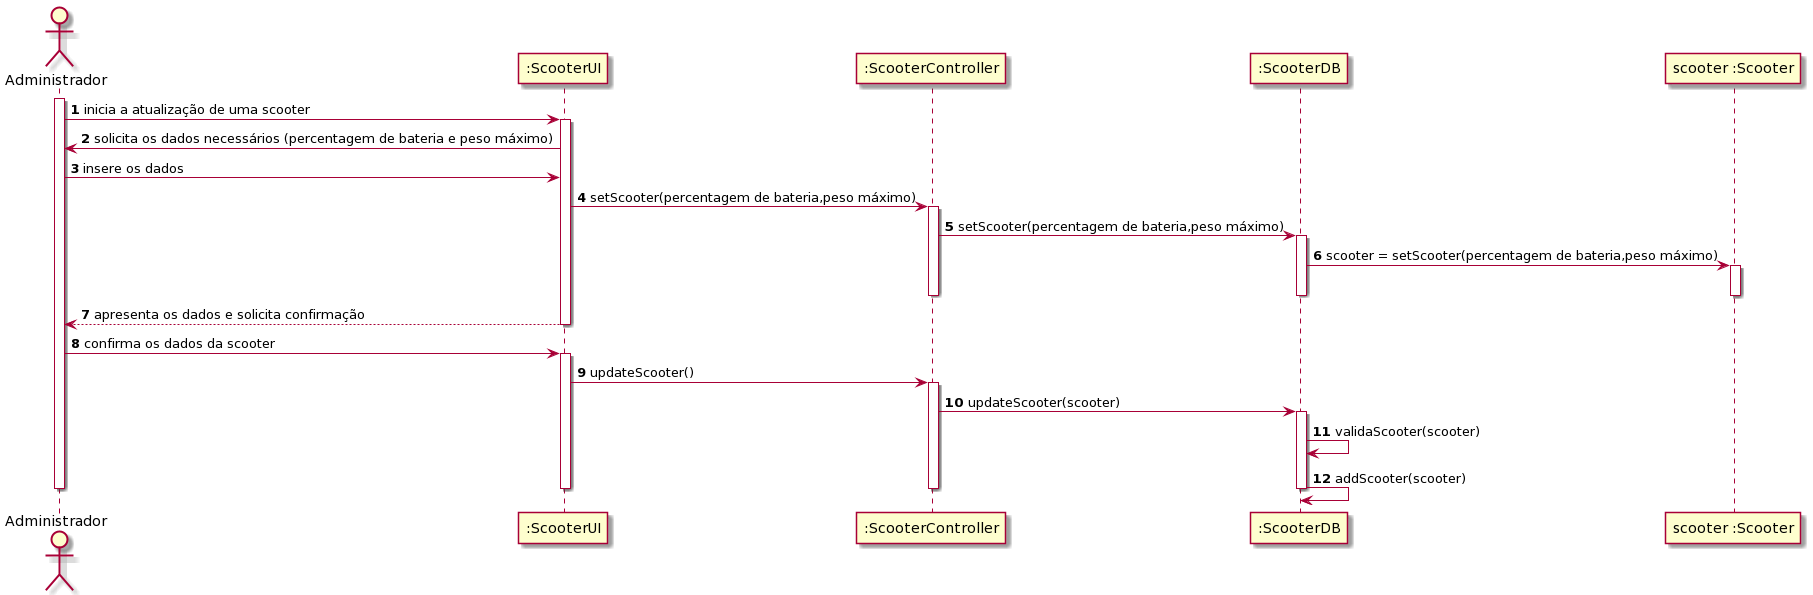 Administrador
:ScooterUI
:ScooterController
:ScooterDB
scooter :Scooter
1 inicia a atualização de uma scooter
2 solicita os dados necessários (percentagem de bateria e peso máximo)
3 insere os dados
4 setScooter(percentagem de bateria,peso máximo)
5 setScooter(percentagem de bateria,peso máximo)
6 scooter = setScooter(percentagem de bateria,peso máximo)
7 apresenta os dados e solicita confirmação
8 confirma os dados da scooter
9 updateScooter()
10 updateScooter(scooter)
11 validaScooter(scooter)
12 addScooter(scooter)
Administrador
:ScooterUI
:ScooterController
:ScooterDB
scooter :Scooter